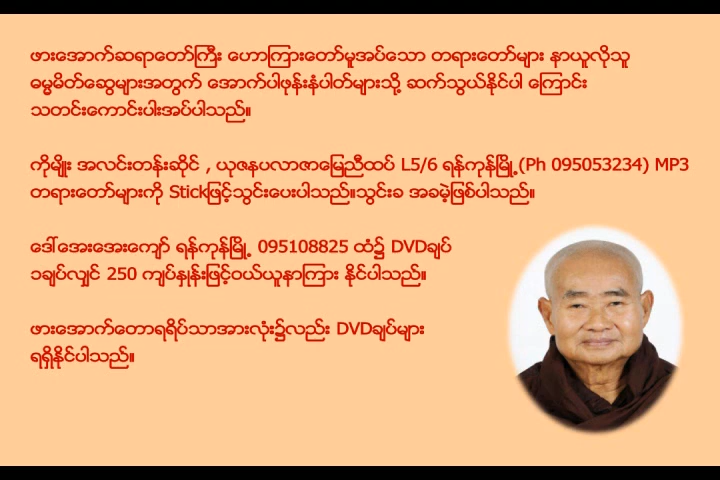 ဖားအောက်ဆရာတော်ကြီး ဟောကြားတော်မူအပ်သော တရားတော်များ နာယူလိုသူ
ဓမ္မမိတ်ဆွေများအတွက် အောက်ပါဖုန်းနံပါတ်များသို့ ဆက်သွယ်နိုင်ပါ ကြောင်း
သတင်းကောင်းပါးအပ်ပါသည်။
ကိုမျိုး အလင်းတန်းဆိုင် , ယုဇနပလာဇာမြေညီထပ် L5/6 ရန်ကုန်မြို့(Ph 095053234) MP3
တရားတော်များကို Stickဖြင့်သွင်းပေးပါသည်။သွင်းခ အခမဲ့ဖြစ်ပါသည်။
ဒေါ်အေးအေးကျော် ရန်ကုန်မြို့ 095108825 ထံ၌ DVDချပ်
၁ချပ်လျှင် 250 ကျပ်နှုန်းဖြင့်ဝယ်ယူနာကြား နိုင်ပါသည်။
ဖားအောက်တောရရိပ်သာအားလုံး၌လည်း DVDချပ်များ
ရရှိနိုင်ပါသည်။